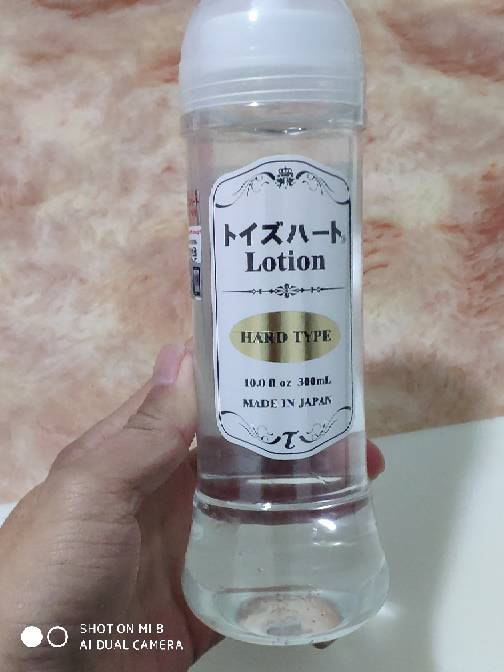 トイズハート
Lotion
HARD TYPE
10.0 fl oz 300mL
MADE IN JAPAN
SHOT ON MI 8
AI DUAL CAMERA